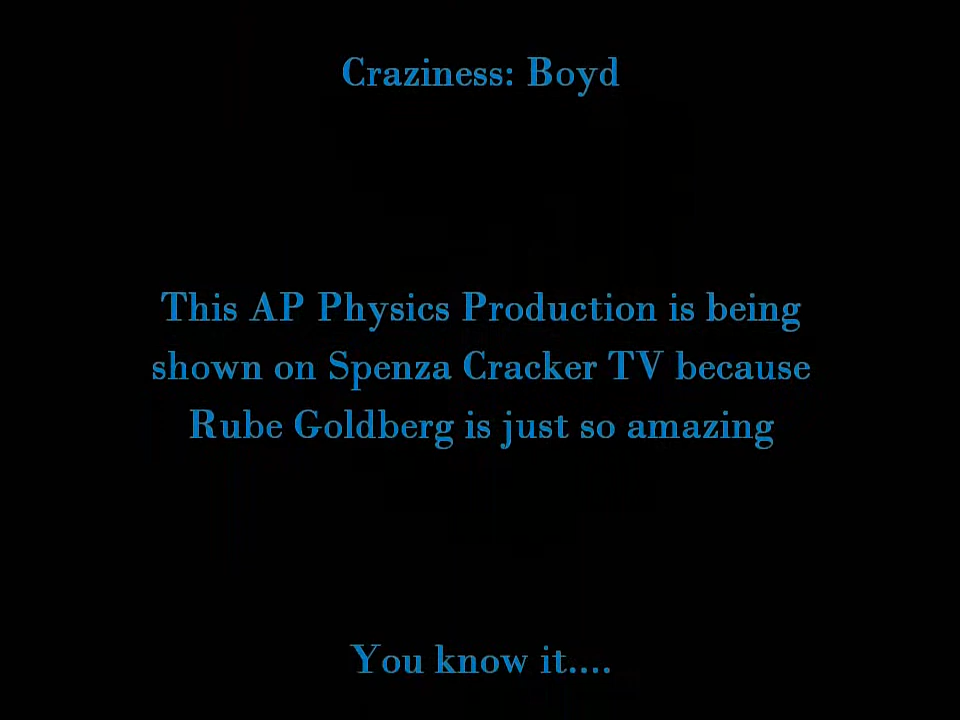 Craziness: Boyd
This AP Physics Production is being
shown on Spenza Cracker TV because
Rube Goldberg is just so amazing
You know it....